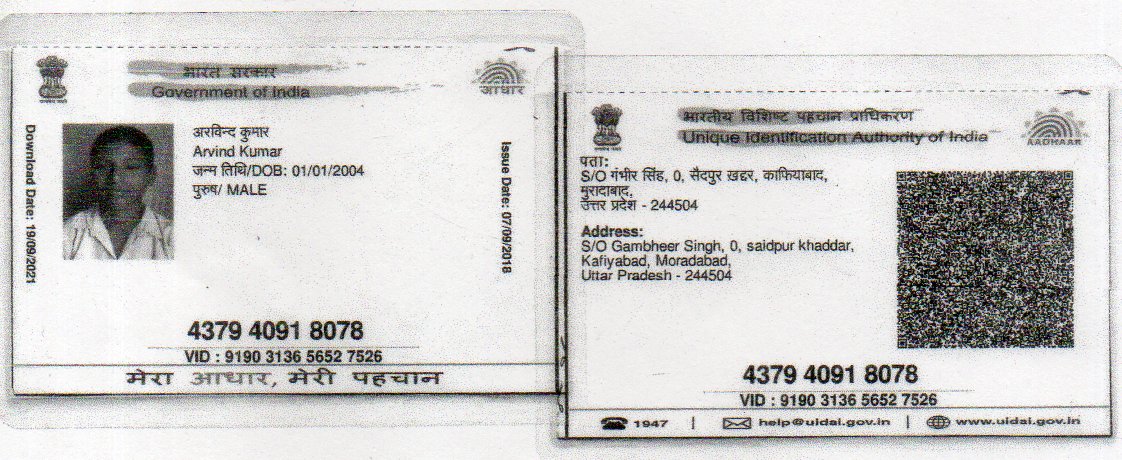 भारत सरकार
Government of India
आधार
Download Date: 19/09/2021
अरविन्द कुमार
Arvind Kumar
जन्म तिथि/DOB: 01/01/2004
पुरुष/ MALE
Issue Date: 07/09/2018
4379 4091 8078
VID : 9190 3136 5652 7526
मेरा आधार, मेरी पहचान
भारतीय विशिष्ट पहचान प्राधिकरण
Unique Identification Authority of India
AADHAAR
पता:
S/O गंभीर सिंह, 0, सैदपुर खद्दर, काफियाबाद,
मुरादाबाद,
उत्तर प्रदेश - 244504
Address:
S/O Gambheer Singh, 0, saidpur khaddar,
Kafiyabad, Moradabad,
Uttar Pradesh - 244504
4379 4091 8078
VID : 9190 3136 5652 7526
1947 | help@uidai.gov.in | www.uidai.gov.in